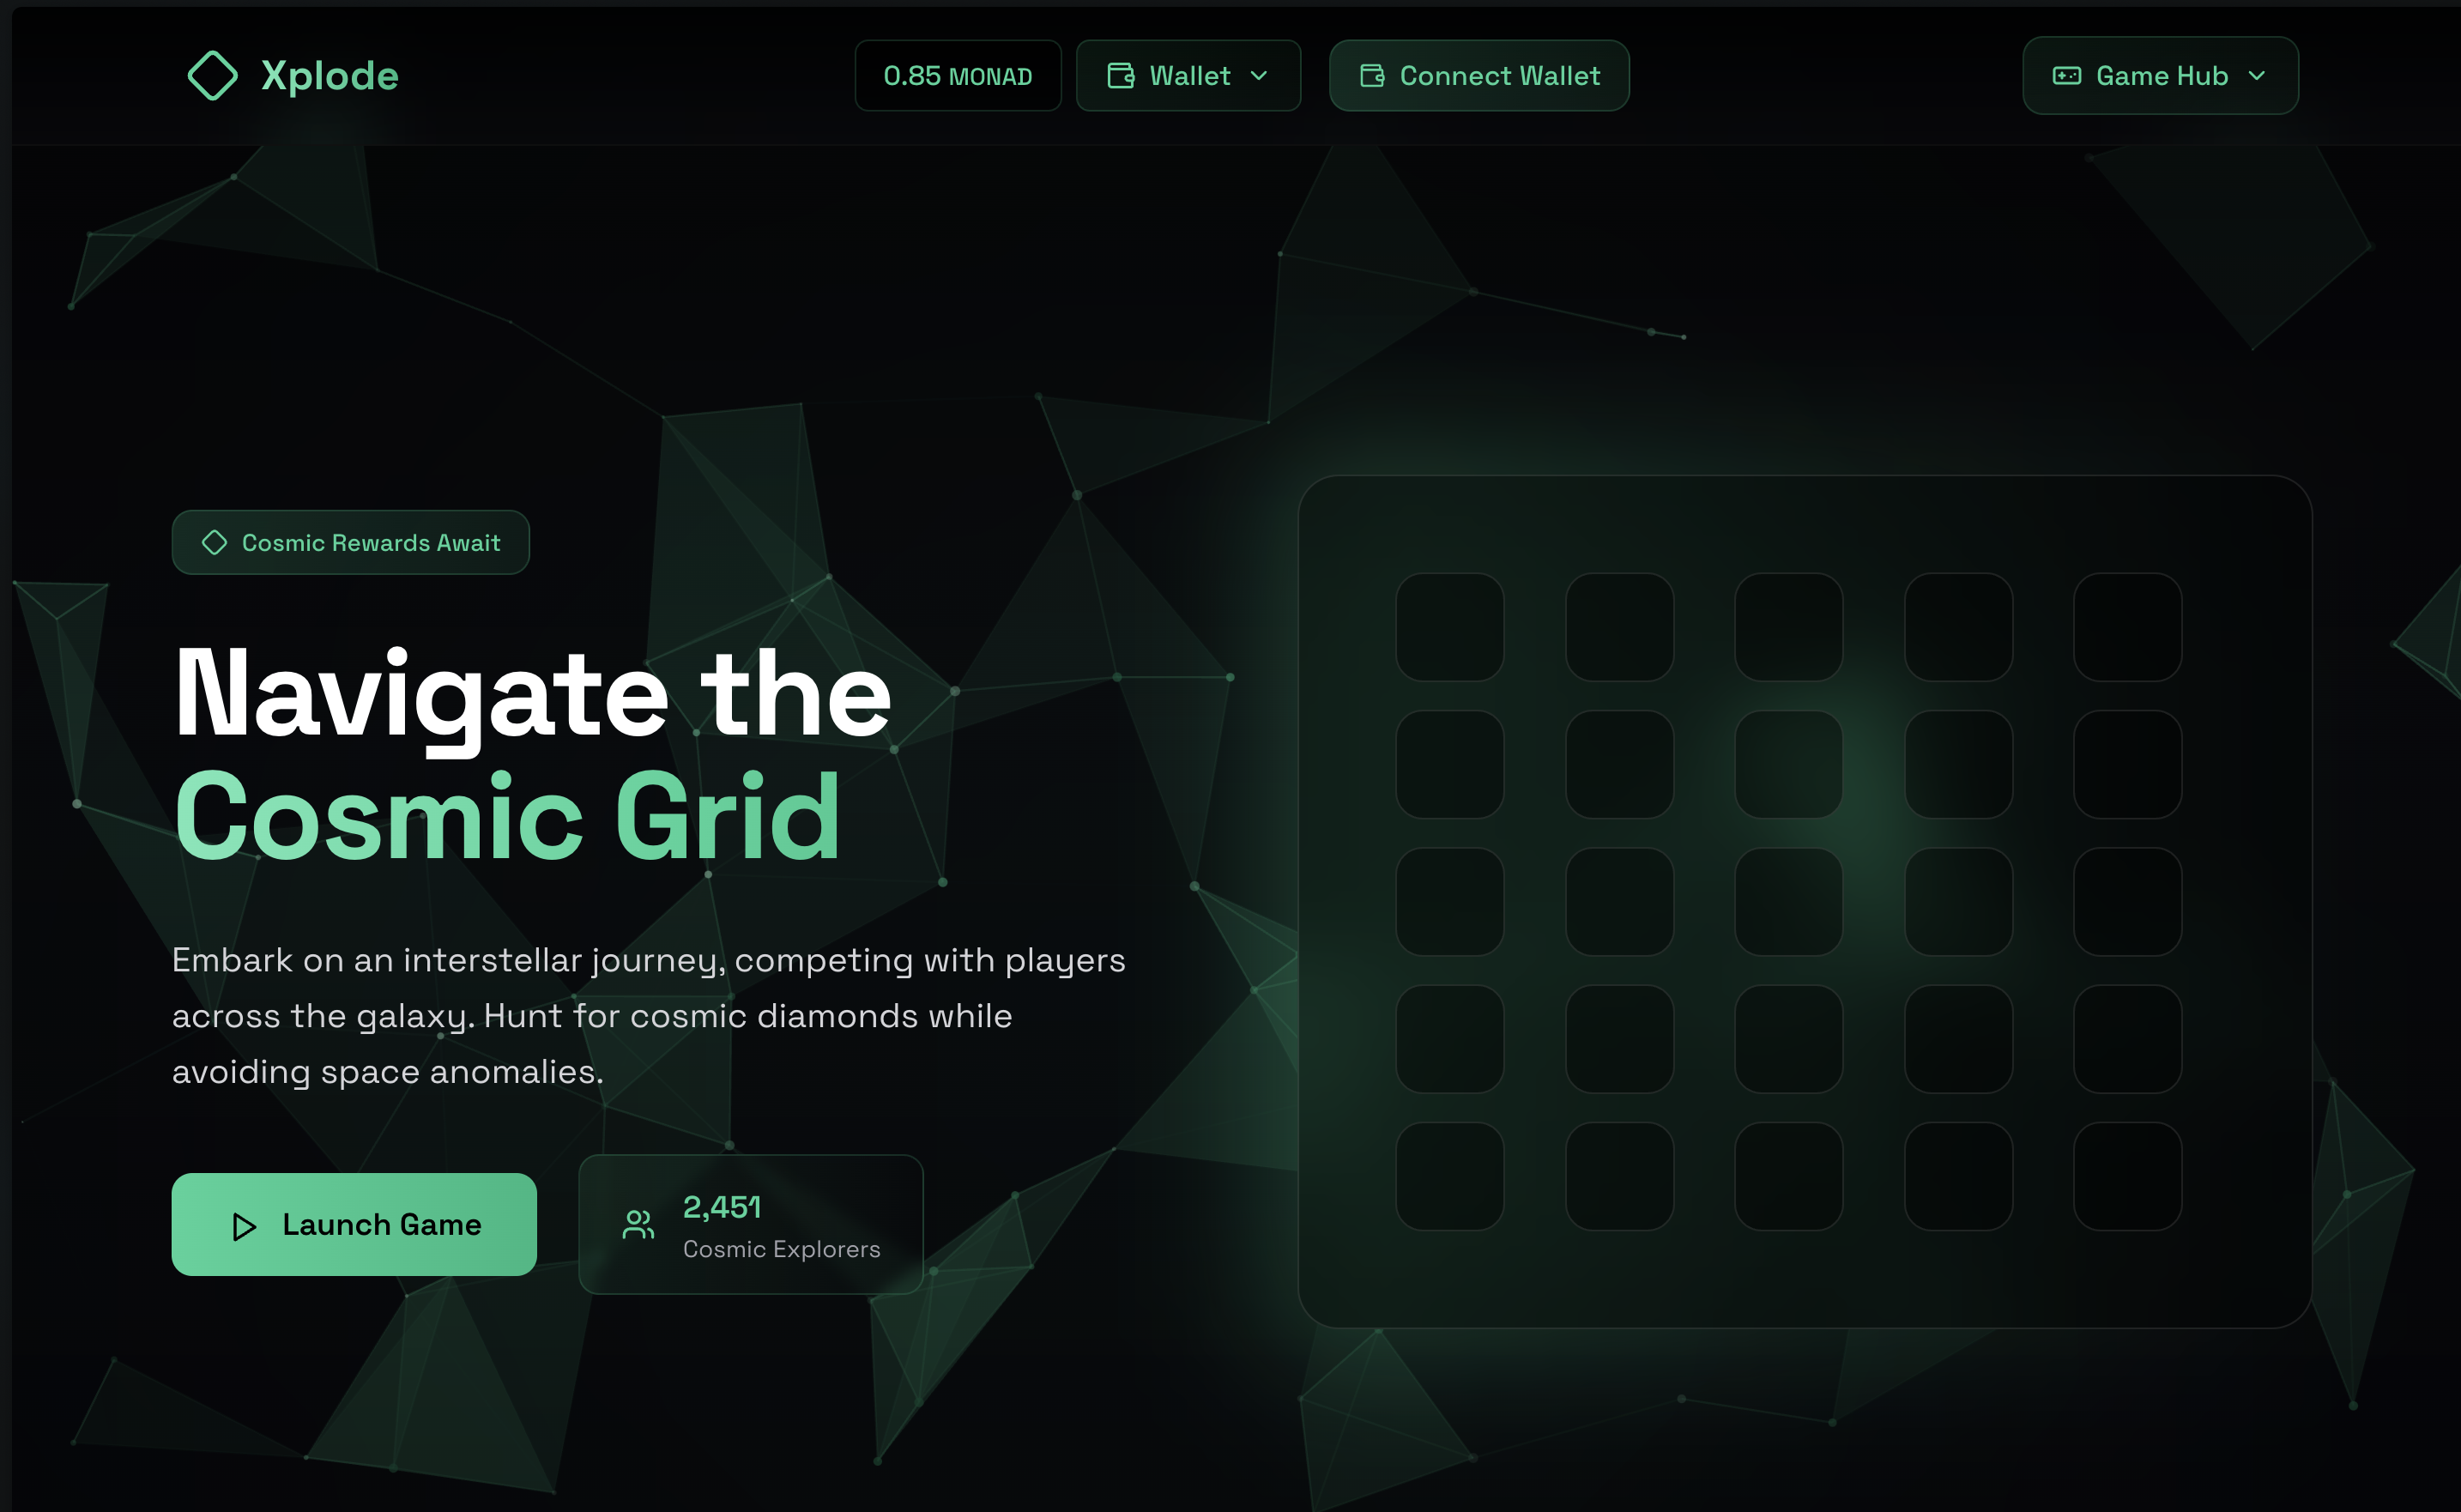 Xplode
0.85 MONAD
Wallet
Connect Wallet
Game Hub
Cosmic Rewards Await
Navigate the
Cosmic Grid
Embark on an interstellar journey, competing with players
across the galaxy. Hunt for cosmic diamonds while
avoiding space anomalies.
Launch Game
2,451
Cosmic Explorers